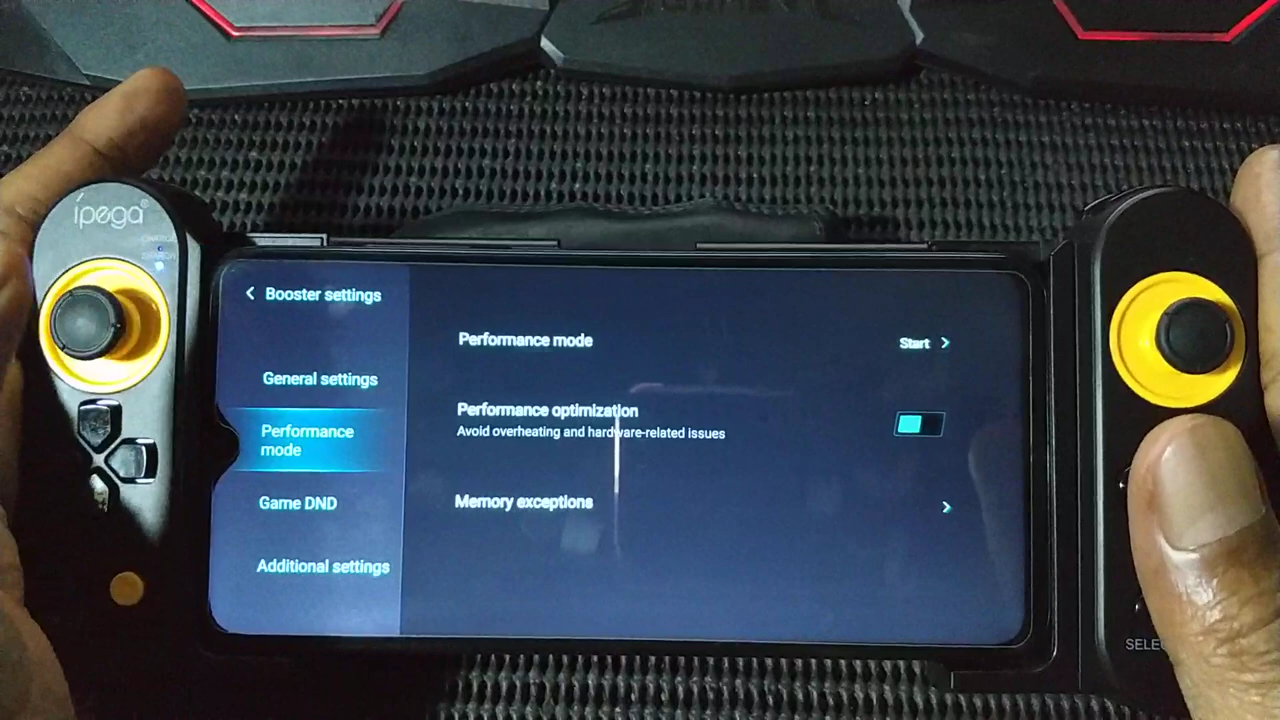 ipega®
< Booster settings
General settings
Performance
mode
Game DND
Additional settings
Performance mode
Start >
Performance optimization
Avoid overheating and hardware-related issues
Memory exceptions
>
SELEC